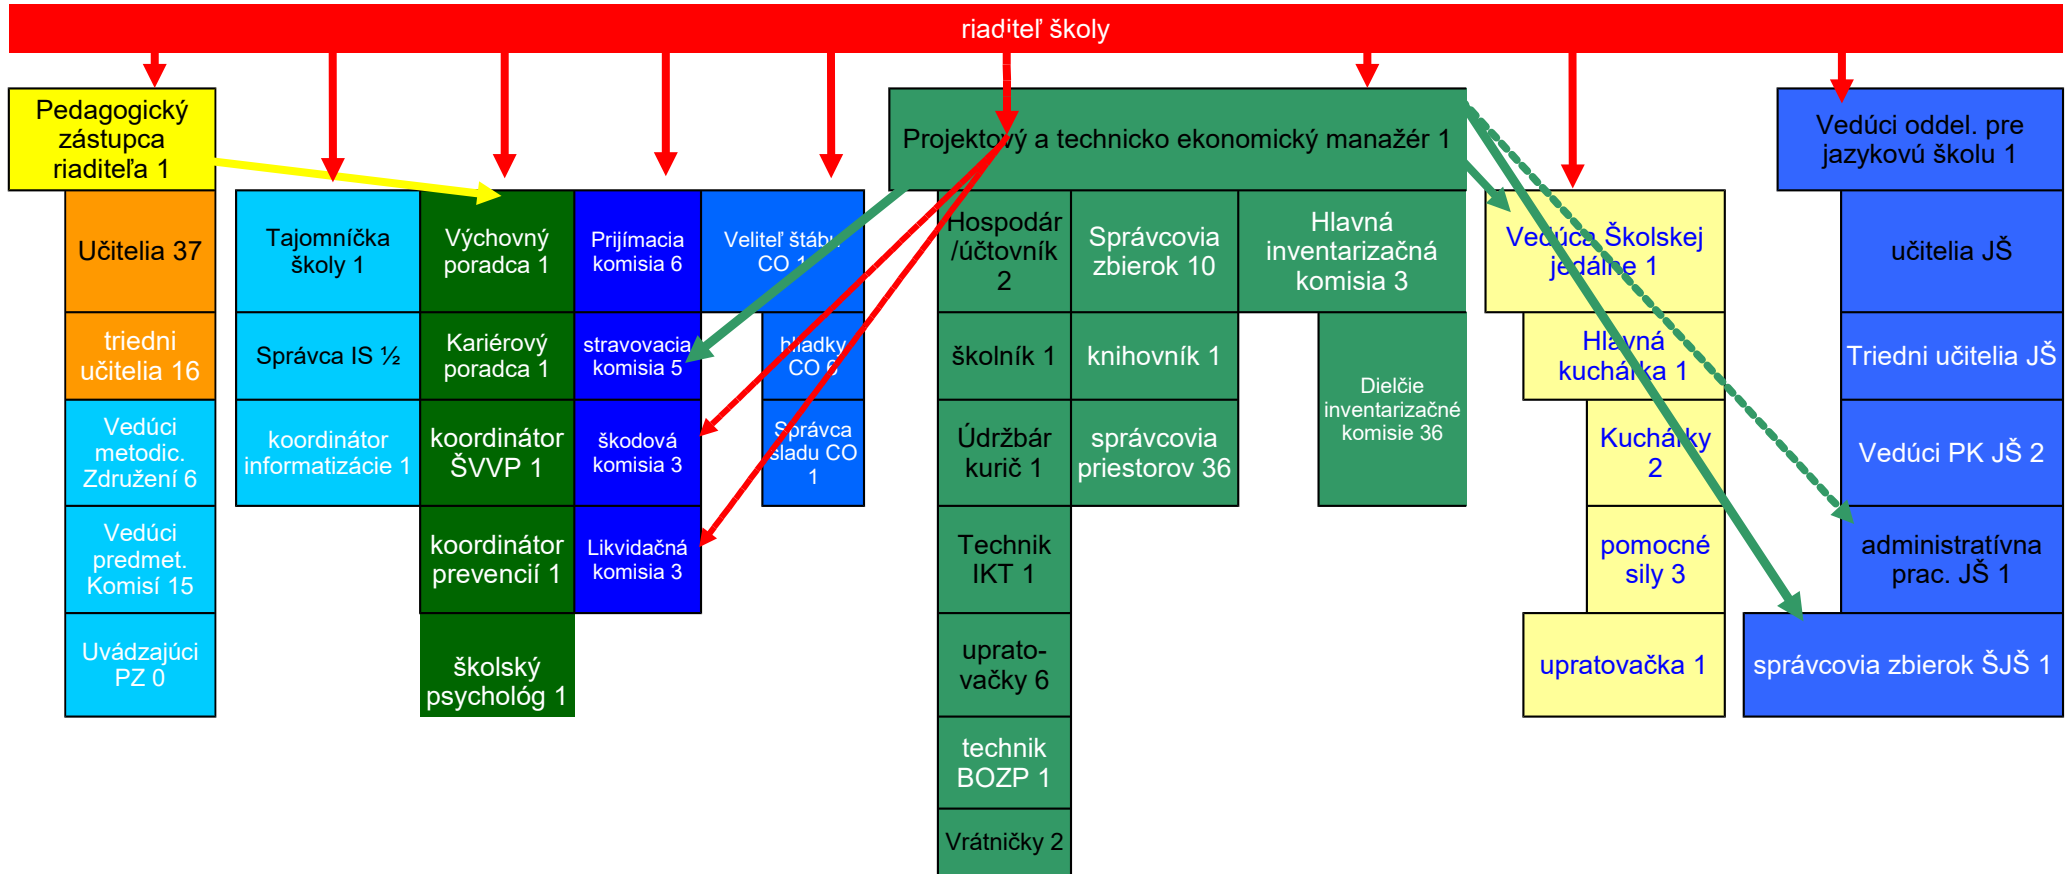 riaditeľ školy
Pedagogický
zástupca
riaditeľa 1
Projektový a technicko ekonomický manažér 1
Vedúci oddel. pre
jazykovú školu 1
Učitelia 37
Tajomníčka
školy 1
Výchovný
poradca 1
Prijímacia
komisia 6
Veliteľ štábu
CO 1
Hospodár
/účtovník
2
Správcovia
zbierok 10
Hlavná
inventarizačná
komisia 3
Vedúca Školskej
jedálne 1
učitelia JŠ
triedni
učitelia 16
Správca IS ½
Kariérový
poradca 1
stravovacia
komisia 5
hliadky
CO 6
školník 1
knihovník 1
Dielčie
inventarizačné
komisie 36
Hlavná
kuchárka 1
Triedni učitelia JŠ
Vedúci
metodic.
Združení 6
koordinátor
informatizácie 1
koordinátor
ŠVVP 1
škodová
komisia 3
Správca
skladu CO
1
Údržbár
kurič 1
správcovia
priestorov 36
Kuchárky
2
Vedúci PK JŠ 2
Vedúci
predmet.
Komisí 15
koordinátor
prevencií 1
Likvidačná
komisia 3
Technik
IKT 1
pomocné
sily 3
administratívna
prac. JŠ 1
Uvádzajúci
PZ 0
školský
psychológ 1
uprato-
vačky 6
upratovačka 1
správcovia zbierok ŠJŠ 1
technik
BOZP 1
Vrátničky 2